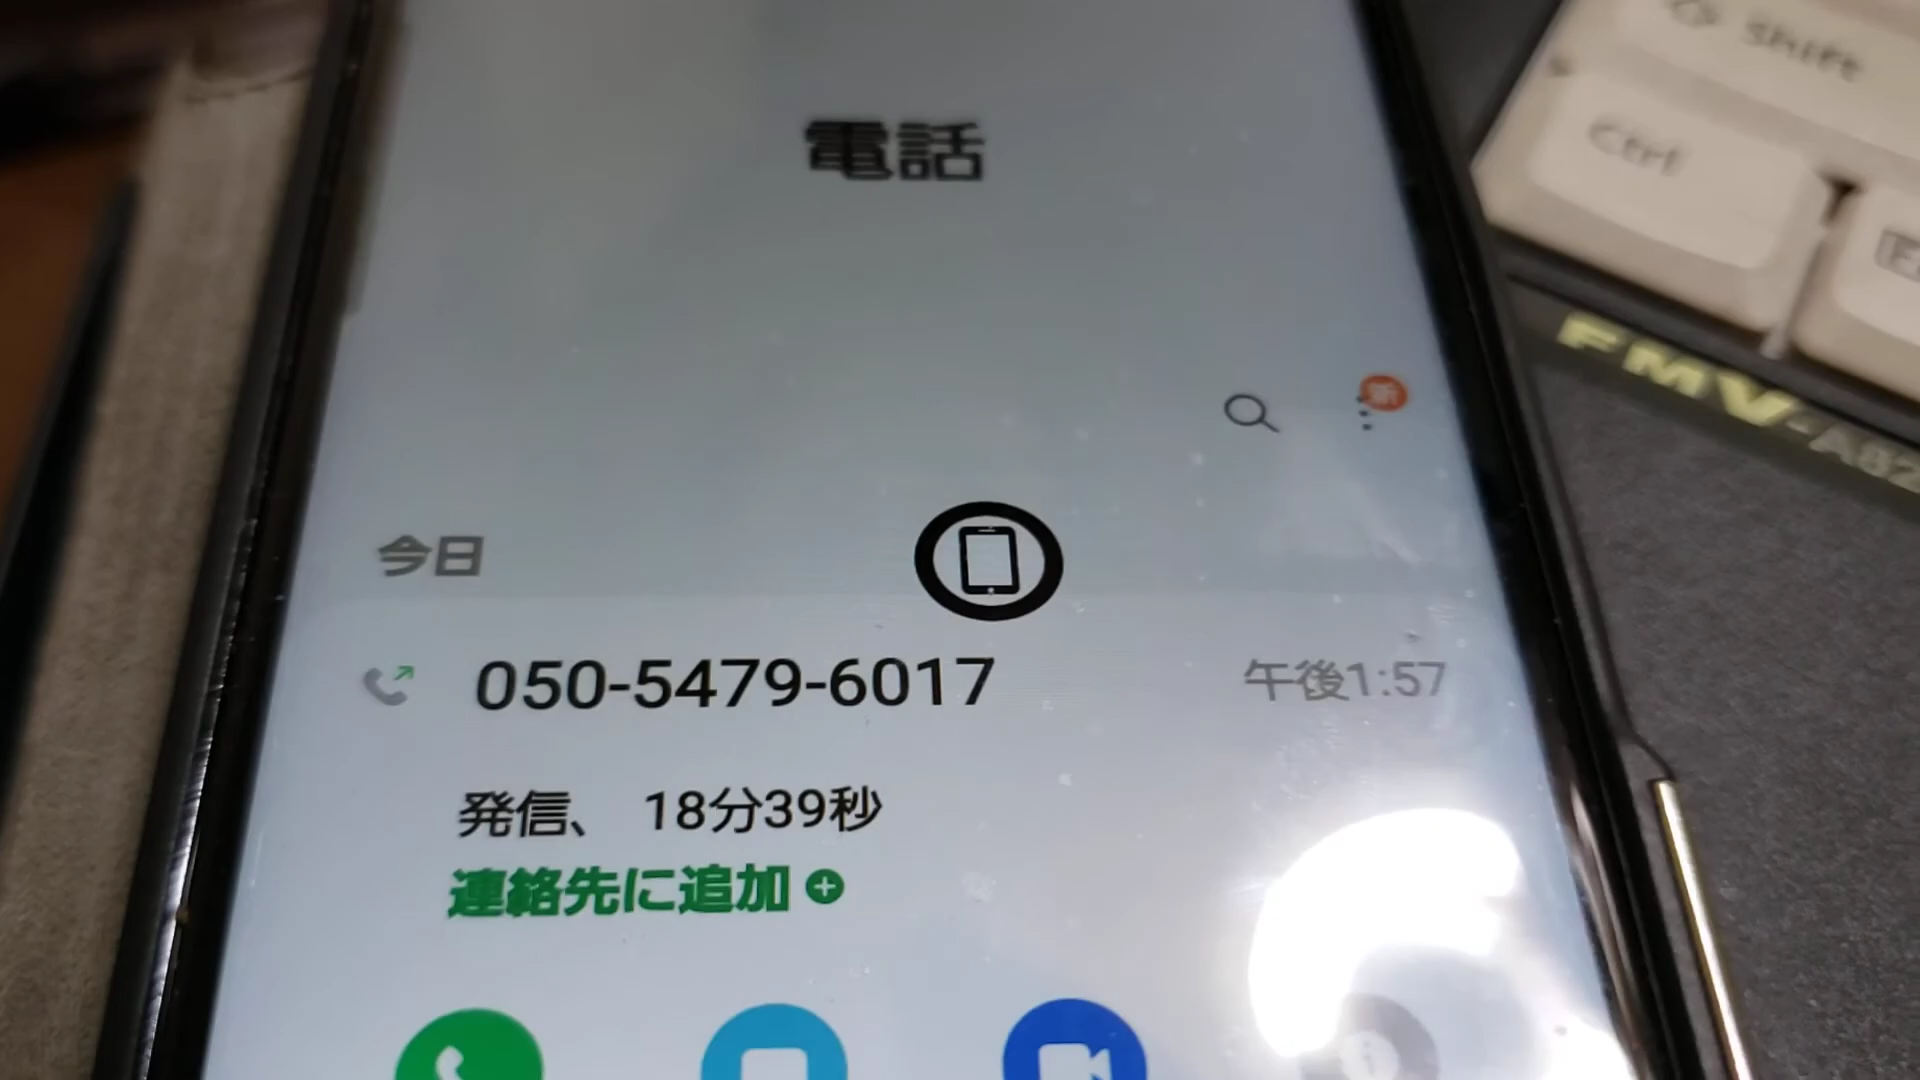 電話
今日
050-5479-6017
午後1:57
発信、 18分39秒
連絡先に追加
shift
Ctrl
FMV-A82